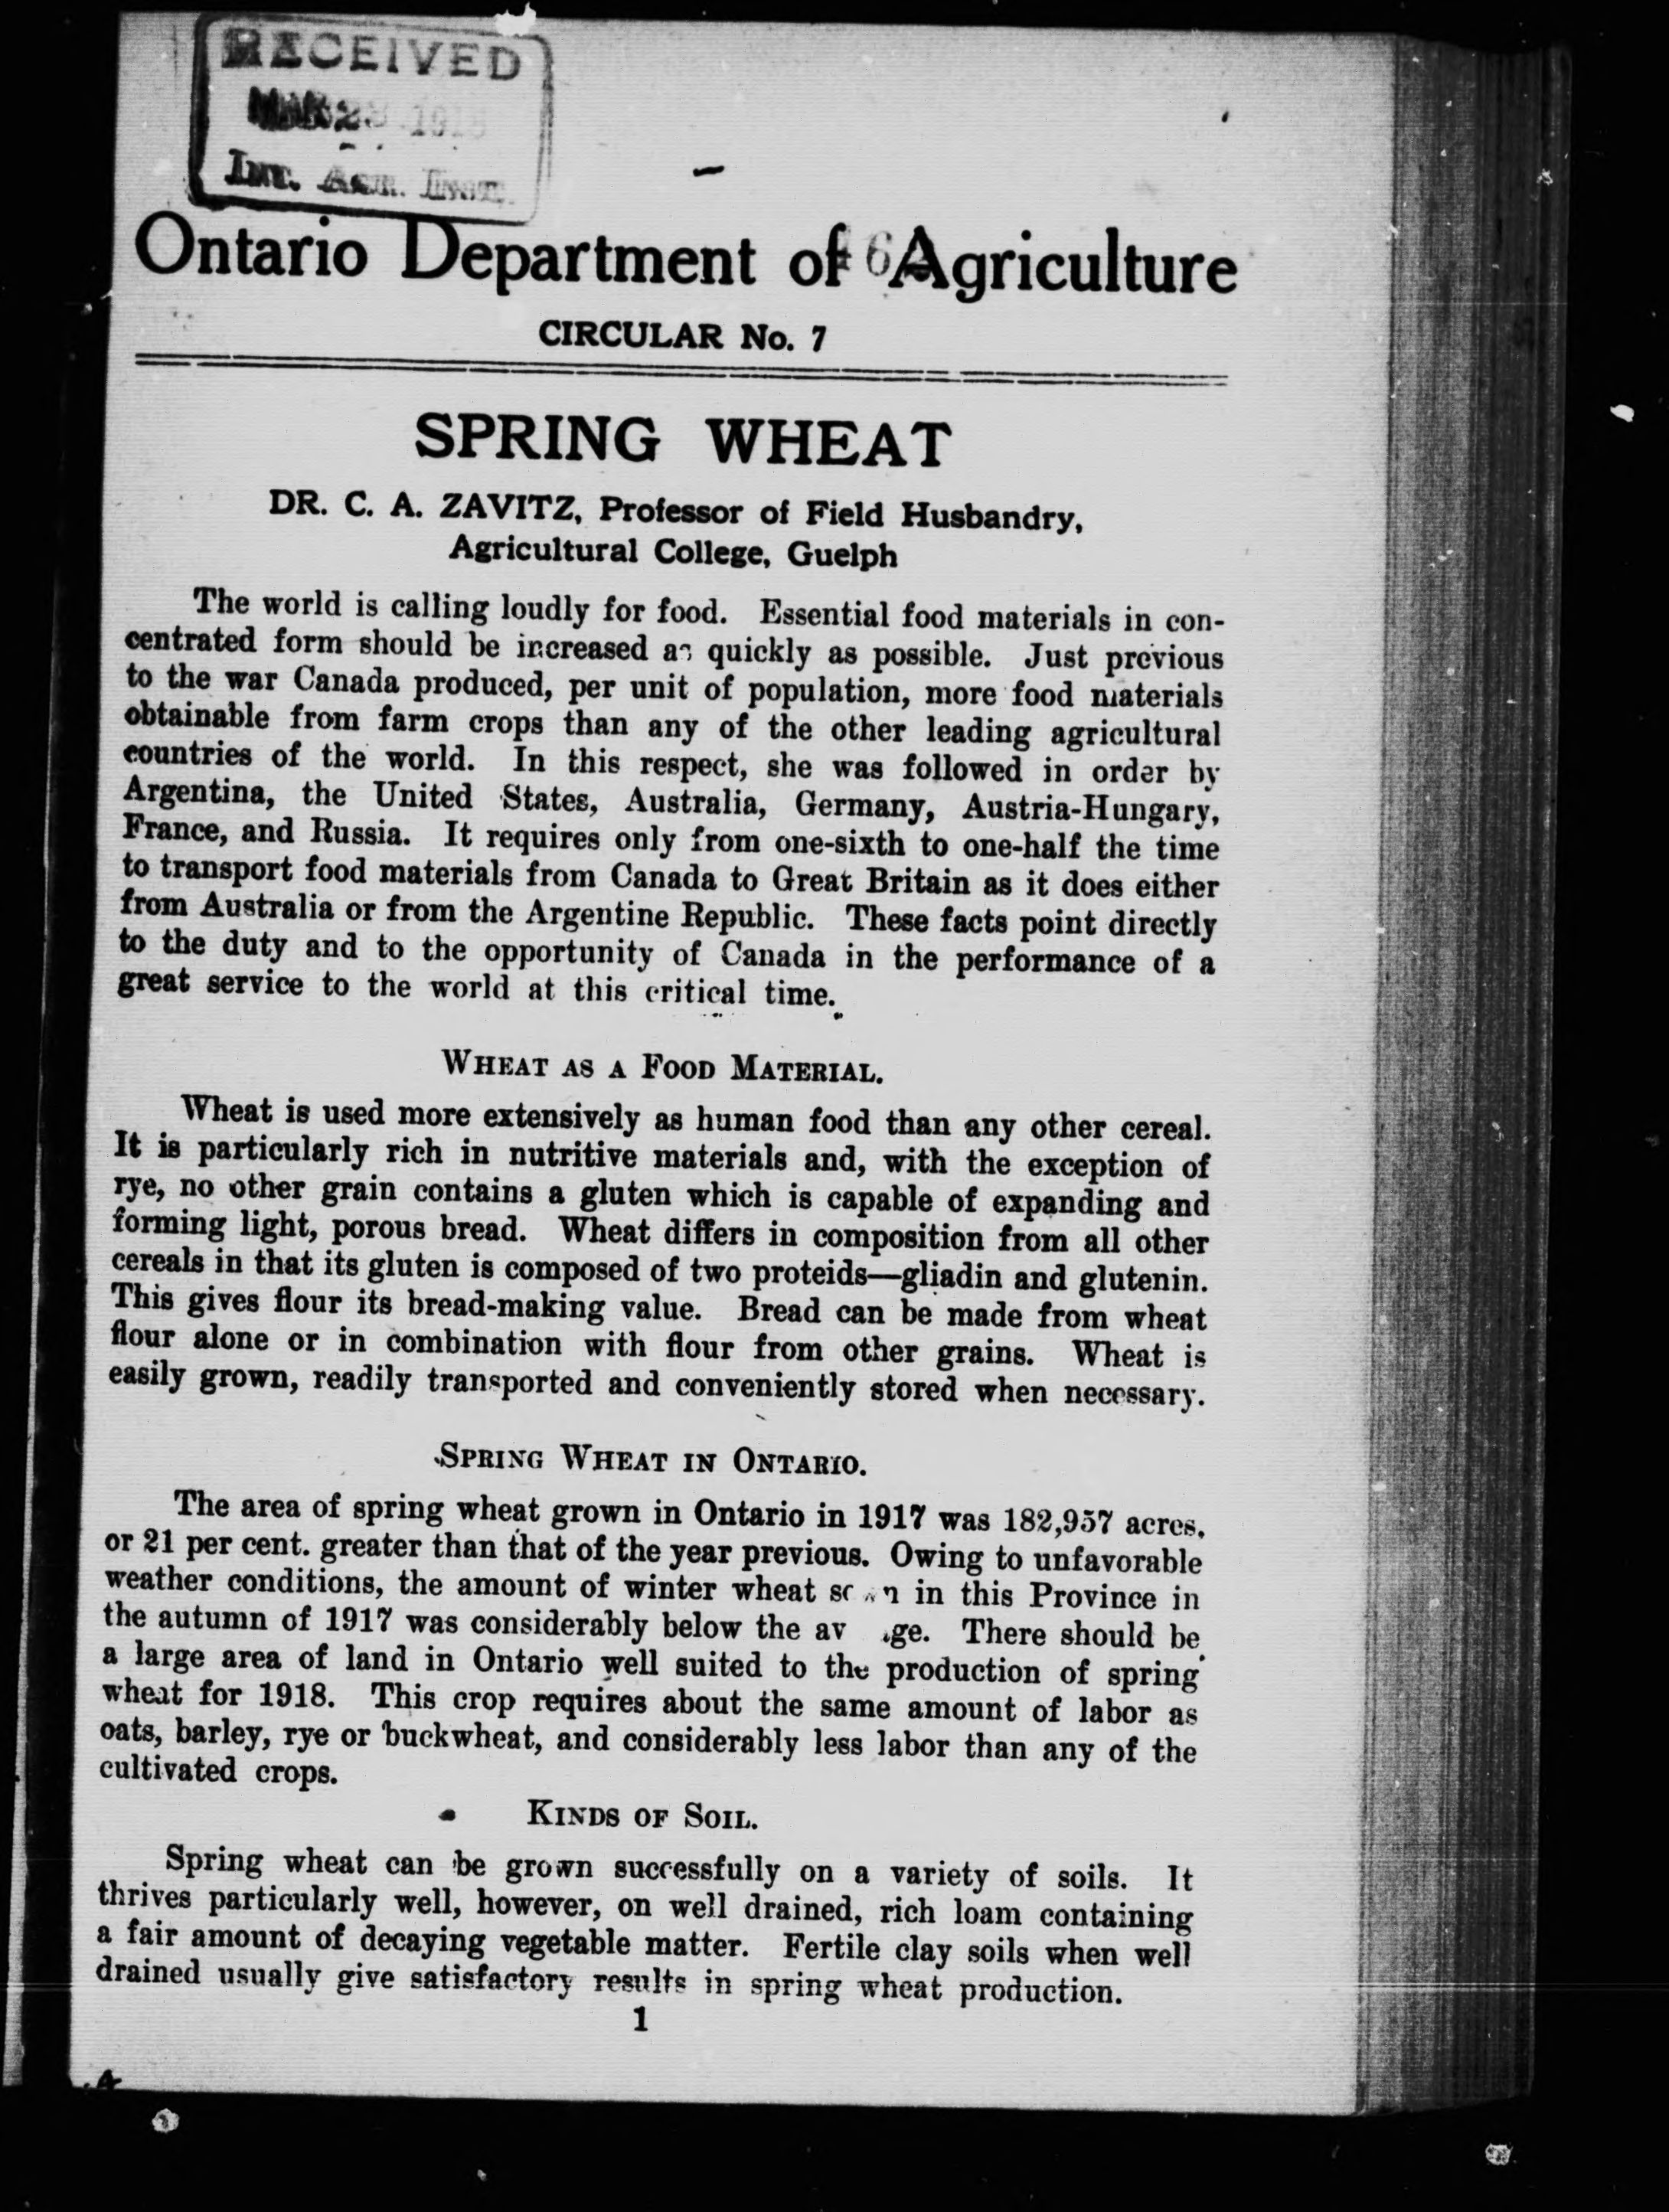 RECEIVED
MAR 28 1918
INT. AGR. INST.
Ontario Department of Agriculture
CIRCULAR No. 7
SPRING WHEAT
DR. C. A. ZAVITZ, Professor of Field Husbandry,
Agricultural College, Guelph
The world is calling loudly for food. Essential food materials in con-
centrated form should be increased as quickly as possible. Just previous
to the war Canada produced, per unit of population, more food materials
obtainable from farm crops than any of the other leading agricultural
countries of the world. In this respect, she was followed in order by
Argentina, the United States, Australia, Germany, Austria-Hungary,
France, and Russia. It requires only from one-sixth to one-half the time
to transport food materials from Canada to Great Britain as it does either
from Australia or from the Argentine Republic. These facts point directly
to the duty and to the opportunity of Canada in the performance of a
great service to the world at this critical time.
WHEAT AS A FOOD MATERIAL.
Wheat is used more extensively as human food than any other cereal.
It is particularly rich in nutritive materials and, with the exception of
rye, no other grain contains a gluten which is capable of expanding and
forming light, porous bread. Wheat differs in composition from all other
cereals in that its gluten is composed of two proteids—gliadin and glutenin.
This gives flour its bread-making value. Bread can be made from wheat
flour alone or in combination with flour from other grains. Wheat is
easily grown, readily transported and conveniently stored when necessary.
SPRING WHEAT IN ONTARIO.
The area of spring wheat grown in Ontario in 1917 was 182,957 acres,
or 21 per cent. greater than that of the year previous. Owing to unfavorable
weather conditions, the amount of winter wheat sown in this Province in
the autumn of 1917 was considerably below the average. There should be
a large area of land in Ontario well suited to the production of spring
wheat for 1918. This crop requires about the same amount of labor as
oats, barley, rye or buckwheat, and considerably less labor than any of the
cultivated crops.
KINDS OF SOIL.
Spring wheat can be grown successfully on a variety of soils. It
thrives particularly well, however, on well drained, rich loam containing
a fair amount of decaying vegetable matter. Fertile clay soils when well
drained usually give satisfactory results in spring wheat production.
1